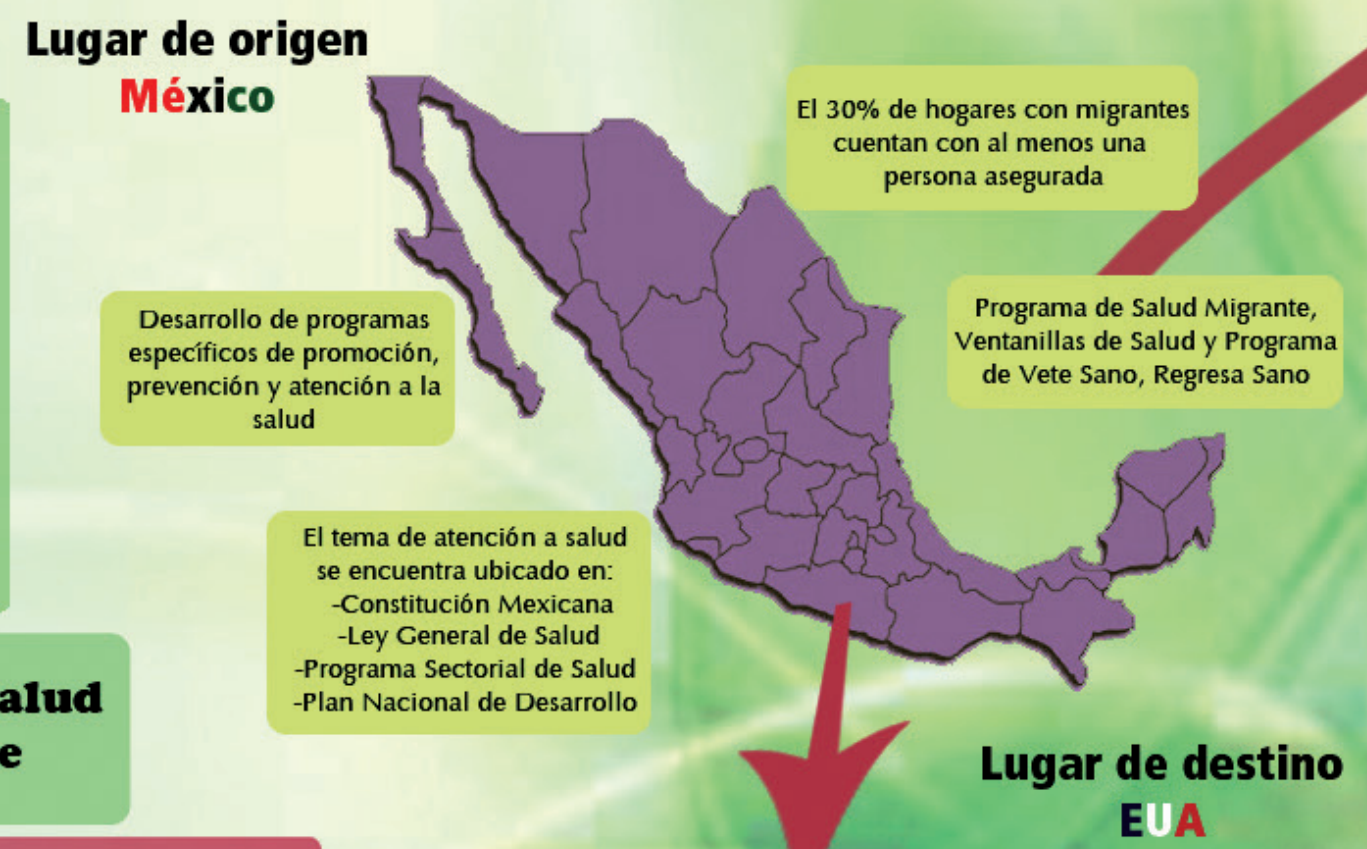 Lugar de origen
México
El 30% de hogares con migrantes
cuentan con al menos una
persona asegurada
Desarrollo de programas
específicos de promoción,
prevención y atención a la
salud
Programa de Salud Migrante,
Ventanillas de Salud y Programa
de Vete Sano, Regresa Sano
El tema de atención a salud
se encuentra ubicado en:
-Constitución Mexicana
-Ley General de Salud
-Programa Sectorial de Salud
-Plan Nacional de Desarrollo
alud
e
Lugar de destino
EUA